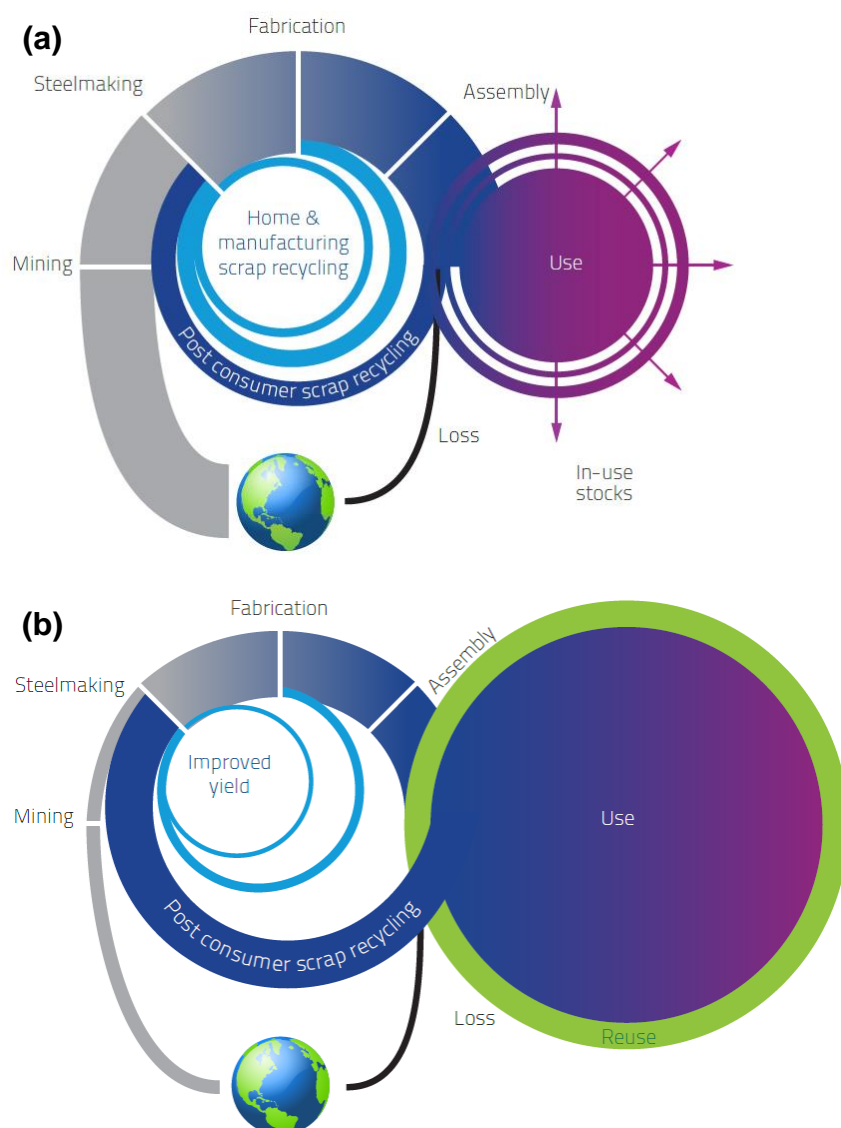 (a)
Fabrication
Steelmaking
Assembly
Home &
manufacturing
scrap recycling
Use
Mining
Post consumer scrap recycling
Loss
In-use
stocks
(b)
Fabrication
Assembly
Steelmaking
Improved
yield
Mining
Use
Post consumer scrap recycling
Loss
Reuse